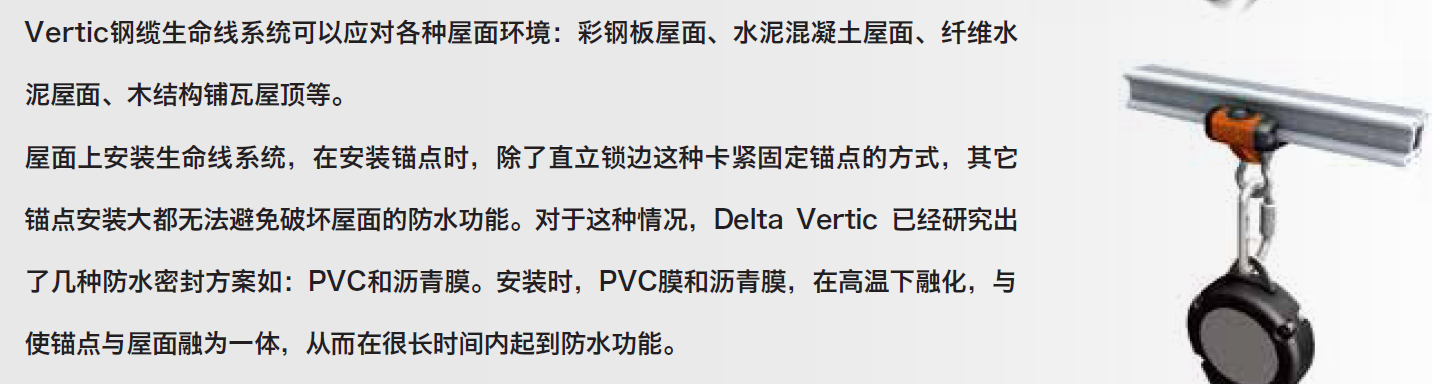 Vertic钢缆生命线系统可以应对各种屋面环境：彩钢板屋面、水泥混凝土屋面、纤维水
泥屋面、木结构铺瓦屋顶等。
屋面上安装生命线系统，在安装锚点时，除了直立锁边这种卡紧固定锚点的方式，其它
锚点安装大都无法避免破坏屋面的防水功能。对于这种情况，Delta Vertic 已经研究出
了几种防水密封方案如：PVC和沥青膜。安装时，PVC膜和沥青膜，在高温下融化，与
使锚点与屋面融为一体，从而在很长时间内起到防水功能。